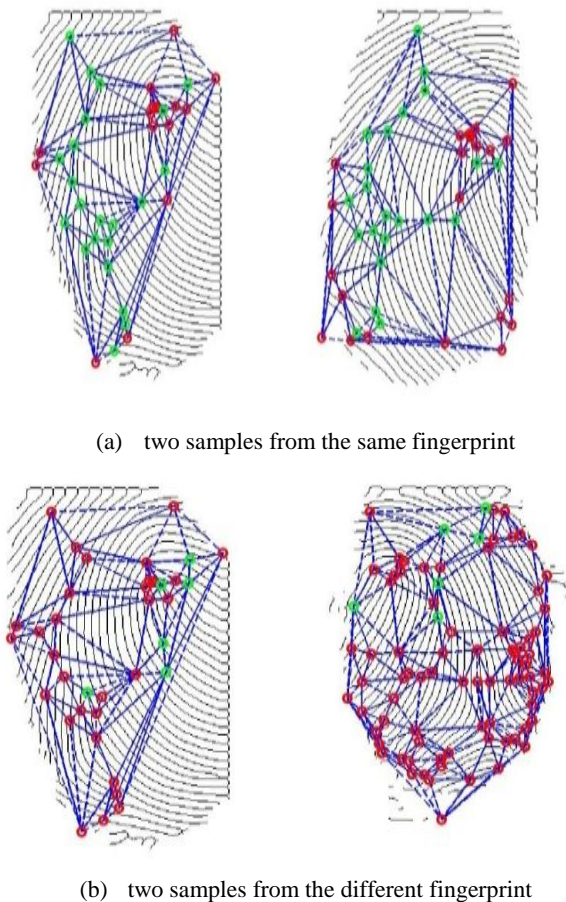 (a) two samples from the same fingerprint
(b) two samples from the different fingerprint